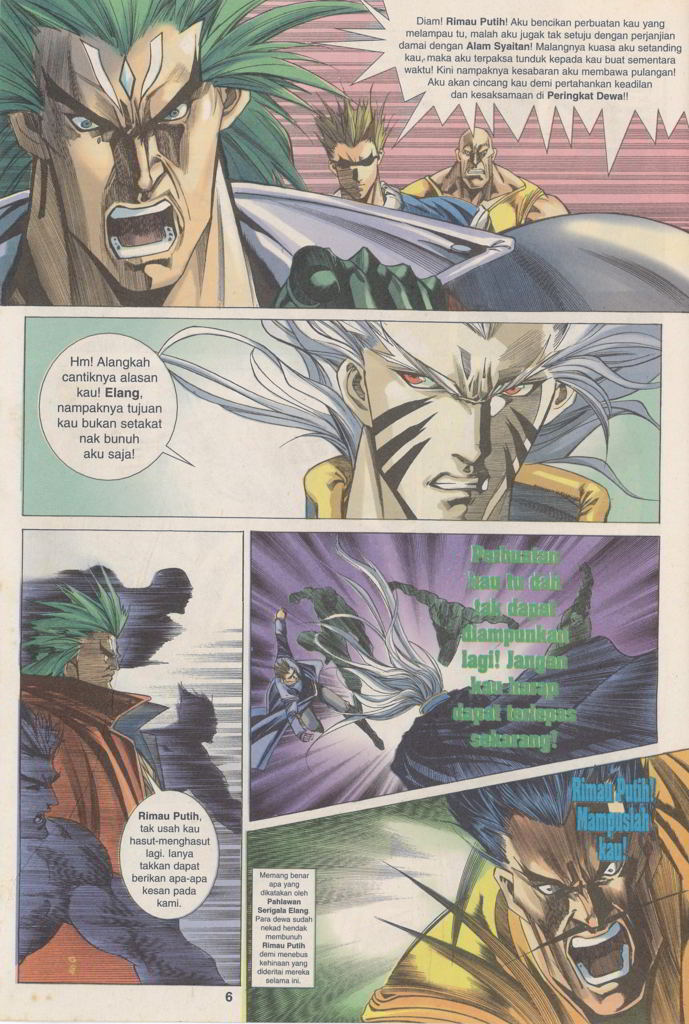 Diam! Rimau Putih! Aku bencikan perbuatan kau yang
melampau tu, malah aku jugak tak setuju dengan perjanjian
damai dengan Alam Syaitan! Malangnya kuasa aku setanding
kau, maka aku terpaksa tunduk kepada kau buat sementara
waktu! Kini nampaknya kesabaran aku membawa pulangan!
Aku akan cincang kau demi pertahankan keadilan
dan kesaksamaan di Peringkat Dewa!!
Hm! Alangkah
cantiknya alasan
kau! Elang,
nampaknya tujuan
kau bukan setakat
nak bunuh
aku saja!
Rimau Putih,
tak usah kau
hasut-menghasut
lagi. Ianya
takkan dapat
berikan apa-apa
kesan pada
kami.
Perbuatan
kau tu dah
tak dapat
diampunkan
lagi! Jangan
kau harap
dapat terlepas
sekarang!
Memang benar
apa yang
dikatakan oleh
Pahlawan
Serigala Elang.
Para dewa sudah
nekad hendak
membunuh
Rimau Putih
demi menebus
kehinaan yang
dideritai mereka
selama ini.
Rimau Putih!
Mampuslah
kau!
6